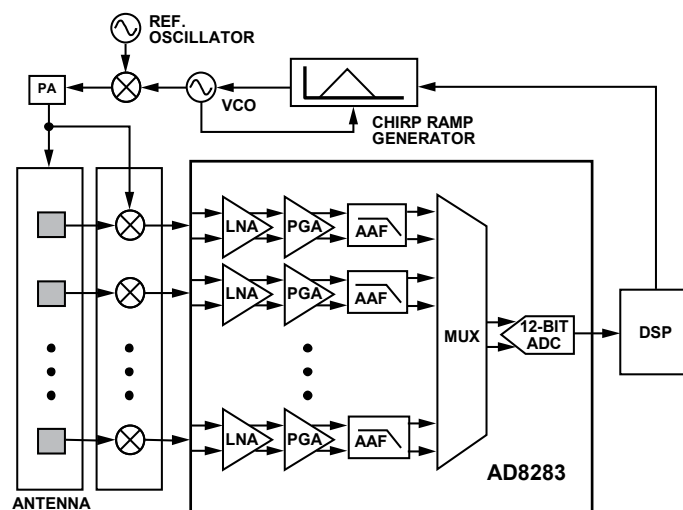 REF.
OSCILLATOR
PA
VCO
CHIRP RAMP
GENERATOR
LNA
PGA
AAF
LNA
PGA
AAF
MUX
12-BIT
ADC
DSP
LNA
PGA
AAF
AD8283
ANTENNA